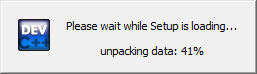 DEV
C++
Please wait while Setup is loading...
unpacking data: 41%